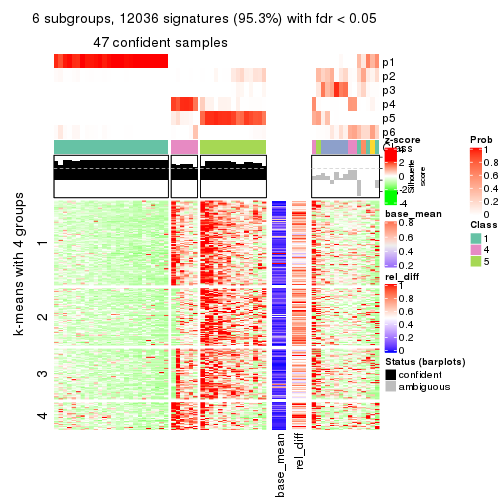 6 subgroups, 12036 signatures (95.3%) with fdr < 0.05
47 confident samples
p1
p2
p3
p4
p5
p6
Class
z-score
4
2
0
-2
-4
Silhouette
score
k-means with 4 groups
1
2
3
4
base_mean
rel_diff
base_mean
0.8
0.6
0.4
0.2
rel_diff
1
0.8
0.6
0.4
0.2
0
Status (barplots)
confident
ambiguous
Prob
1
0.8
0.6
0.4
0.2
0
Class
1
4
5